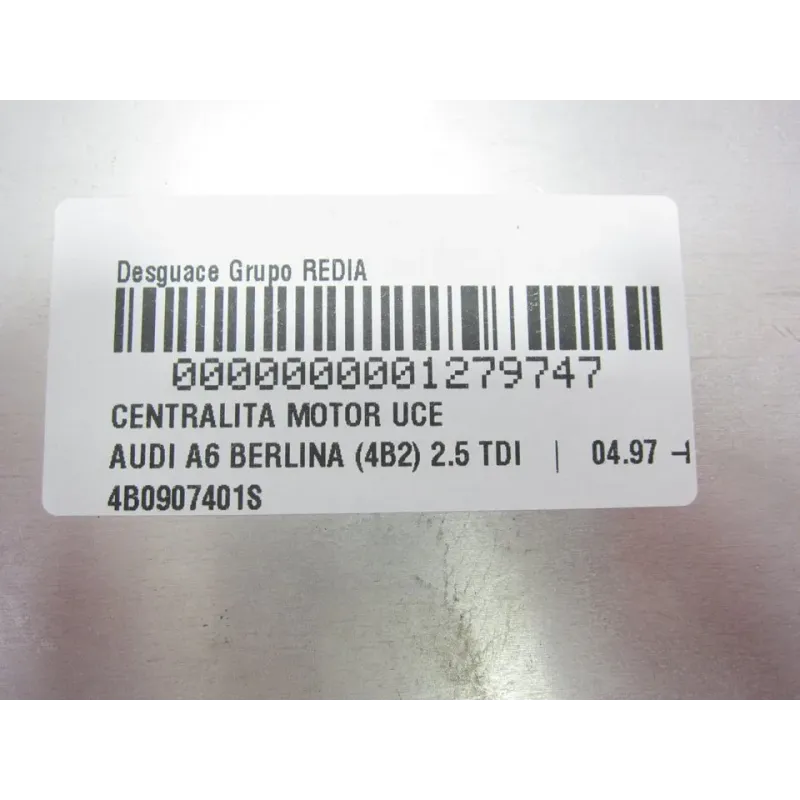 Desguace Grupo REDIA
0000000001279747
CENTRALITA MOTOR UCE
AUDI A6 BERLINA (4B2) 2.5 TDI | 04.97 -
4B0907401S